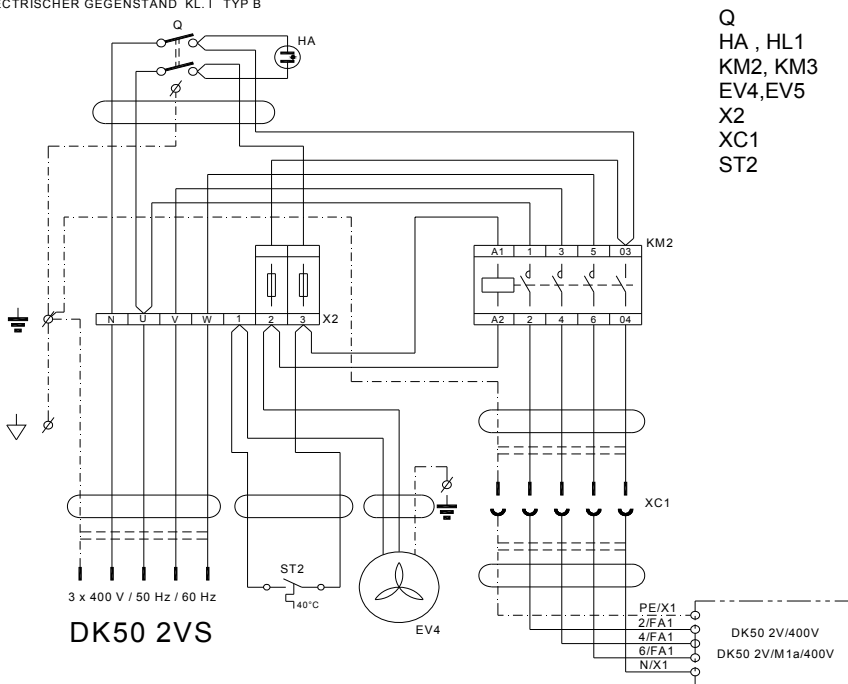 ECTRISCHER GEGENSTAND KL. I TYP B
Q
HA
Q
HA , HL1
KM2, KM3
EV4,EV5
X2
XC1
ST2
KM2
A1 1 3 5 03
A2 2 4 6 04
N U V W 1 2 3
X2
XC1
ST2
40°C
EV4
3 x 400 V / 50 Hz / 60 Hz
DK50 2VS
PE/X1
2/FA1
4/FA1
6/FA1
N/X1
DK50 2V/400V
DK50 2V/M1a/400V